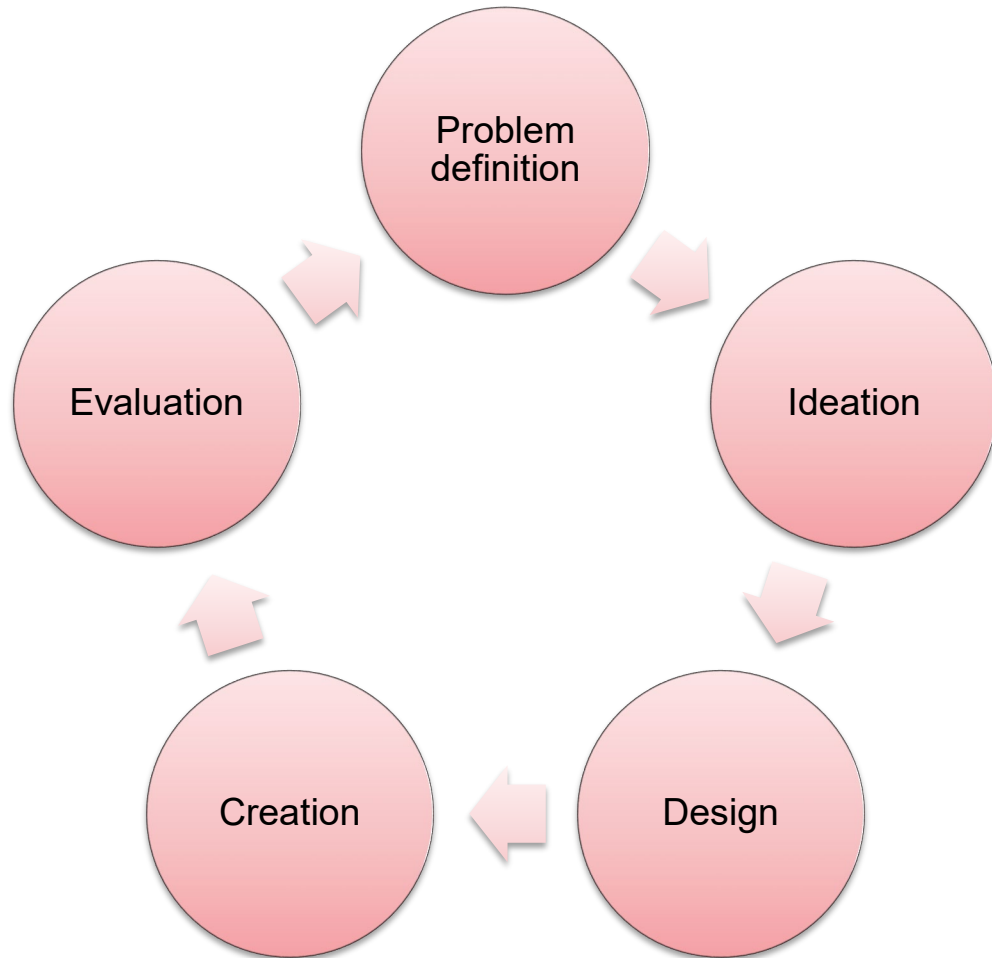 Problem
definition
Ideation
Design
Creation
Evaluation